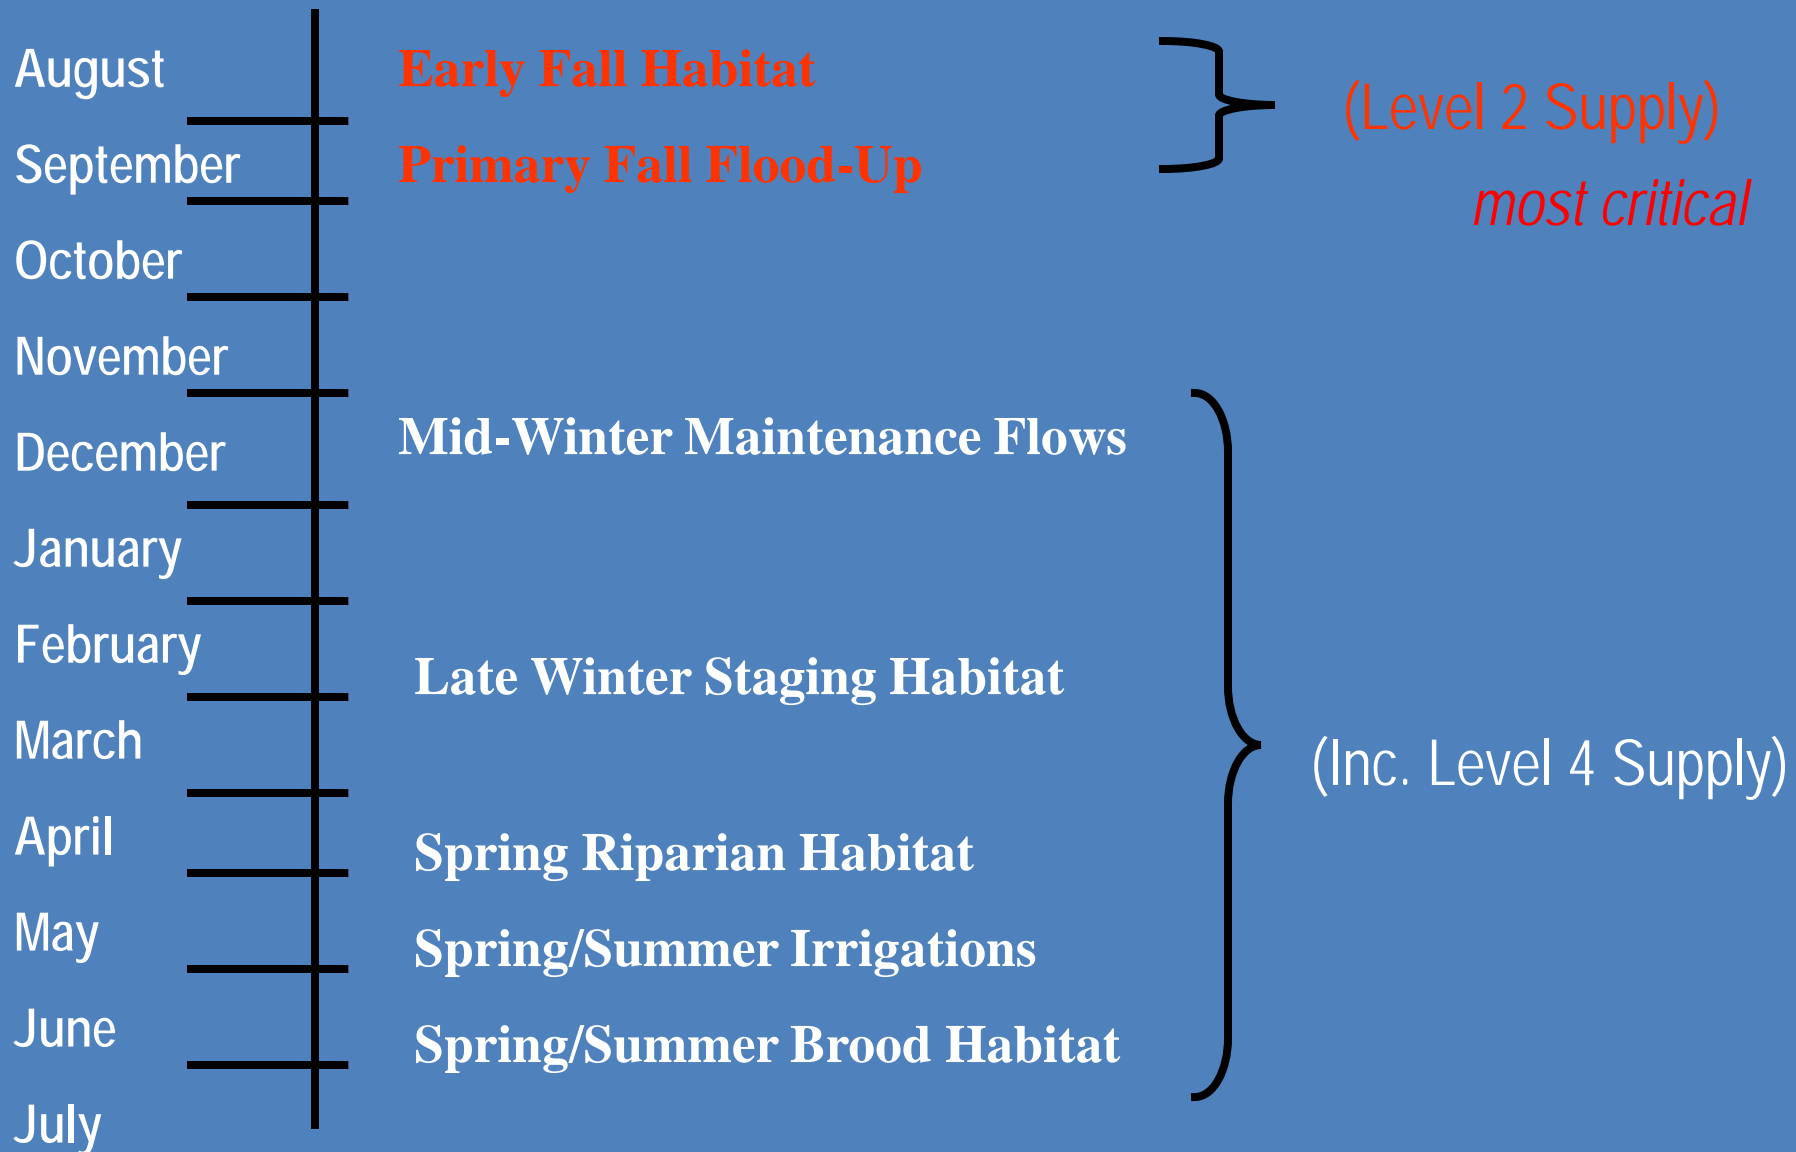 August
Early Fall Habitat
(Level 2 Supply)
September
Primary Fall Flood-Up
most critical
October
November
December
Mid-Winter Maintenance Flows
January
February
Late Winter Staging Habitat
March
(Inc. Level 4 Supply)
April
Spring Riparian Habitat
May
Spring/Summer Irrigations
June
Spring/Summer Brood Habitat
July